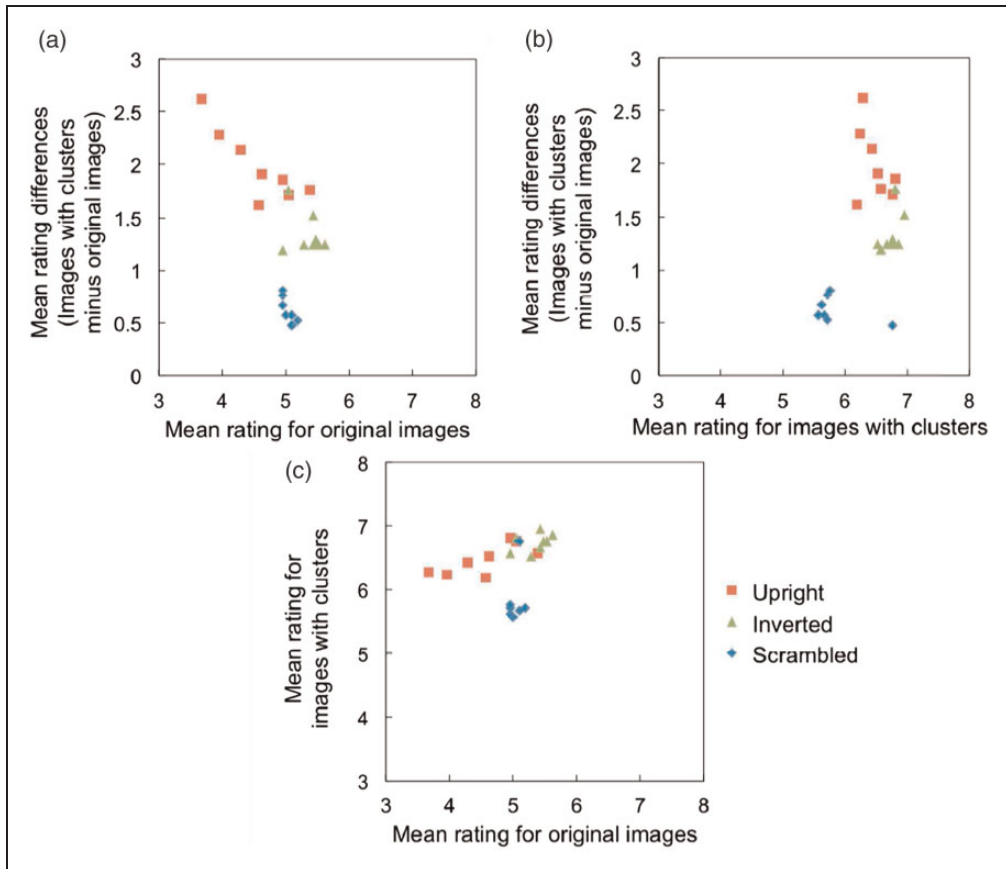 (a)
Mean rating differences
(Images with clusters
minus original images)
3
2.5
2
1.5
1
0.5
0
3 4 5 6 7 8
Mean rating for original images
(b)
Mean rating differences
(Images with clusters
minus original images)
3
2.5
2
1.5
1
0.5
0
3 4 5 6 7 8
Mean rating for images with clusters
(c)
Mean rating for
images with clusters
8
7
6
5
4
3
3 4 5 6 7 8
Mean rating for original images
Upright
Inverted
Scrambled